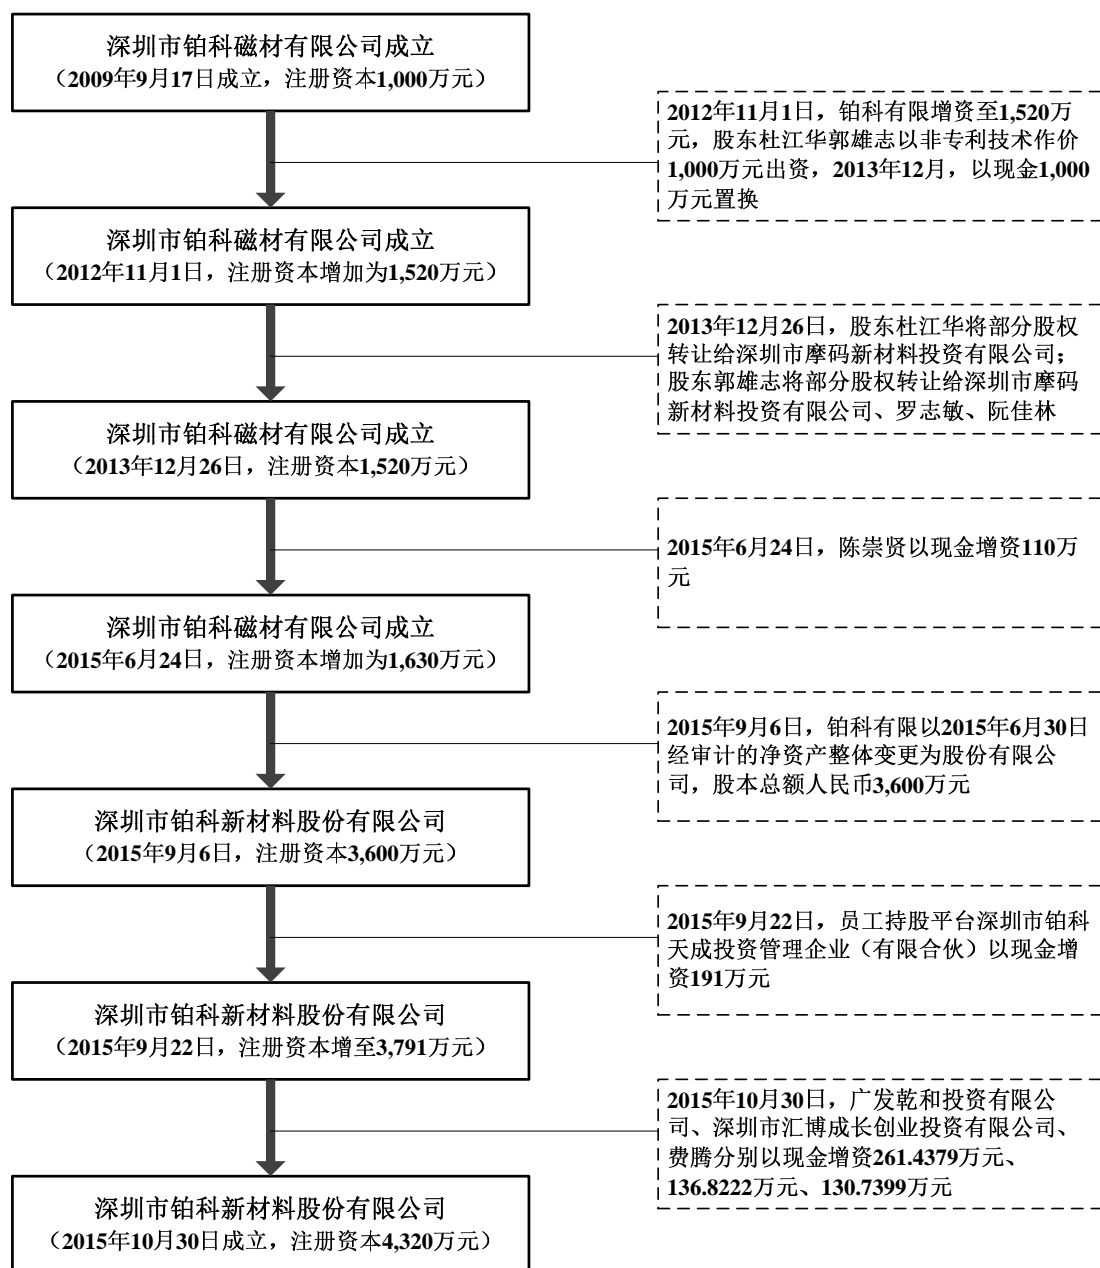 深圳市铂科磁材有限公司成立
（2009年9月17日成立，注册资本1,000万元）
2012年11月1日，铂科有限增资至1,520万
元，股东杜江华郭雄志以非专利技术作价
1,000万元出资，2013年12月，以现金1,000
万元置换
深圳市铂科磁材有限公司成立
（2012年11月1日，注册资本增加为1,520万元）
2013年12月26日，股东杜江华将部分股权
转让给深圳市摩码新材料投资有限公司；
股东郭雄志将部分股权转让给深圳市摩码
新材料投资有限公司、罗志敏、阮佳林
深圳市铂科磁材有限公司成立
（2013年12月26日，注册资本1,520万元）
2015年6月24日，陈崇贤以现金增资110万
元
深圳市铂科磁材有限公司成立
（2015年6月24日，注册资本增加为1,630万元）
2015年9月6日，铂科有限以2015年6月30日
经审计的净资产整体变更为股份有限公
司，股本总额人民币3,600万元
深圳市铂科新材料股份有限公司
（2015年9月6日，注册资本3,600万元）
2015年9月22日，员工持股平台深圳市铂科
天成投资管理企业（有限合伙）以现金增
资191万元
深圳市铂科新材料股份有限公司
（2015年9月22日，注册资本增至3,791万元）
2015年10月30日，广发乾和投资有限公
司、深圳市汇博成长创业投资有限公司、
费腾分别以现金增资261.4379万元、
136.8222万元、130.7399万元
深圳市铂科新材料股份有限公司
（2015年10月30日成立，注册资本4,320万元）